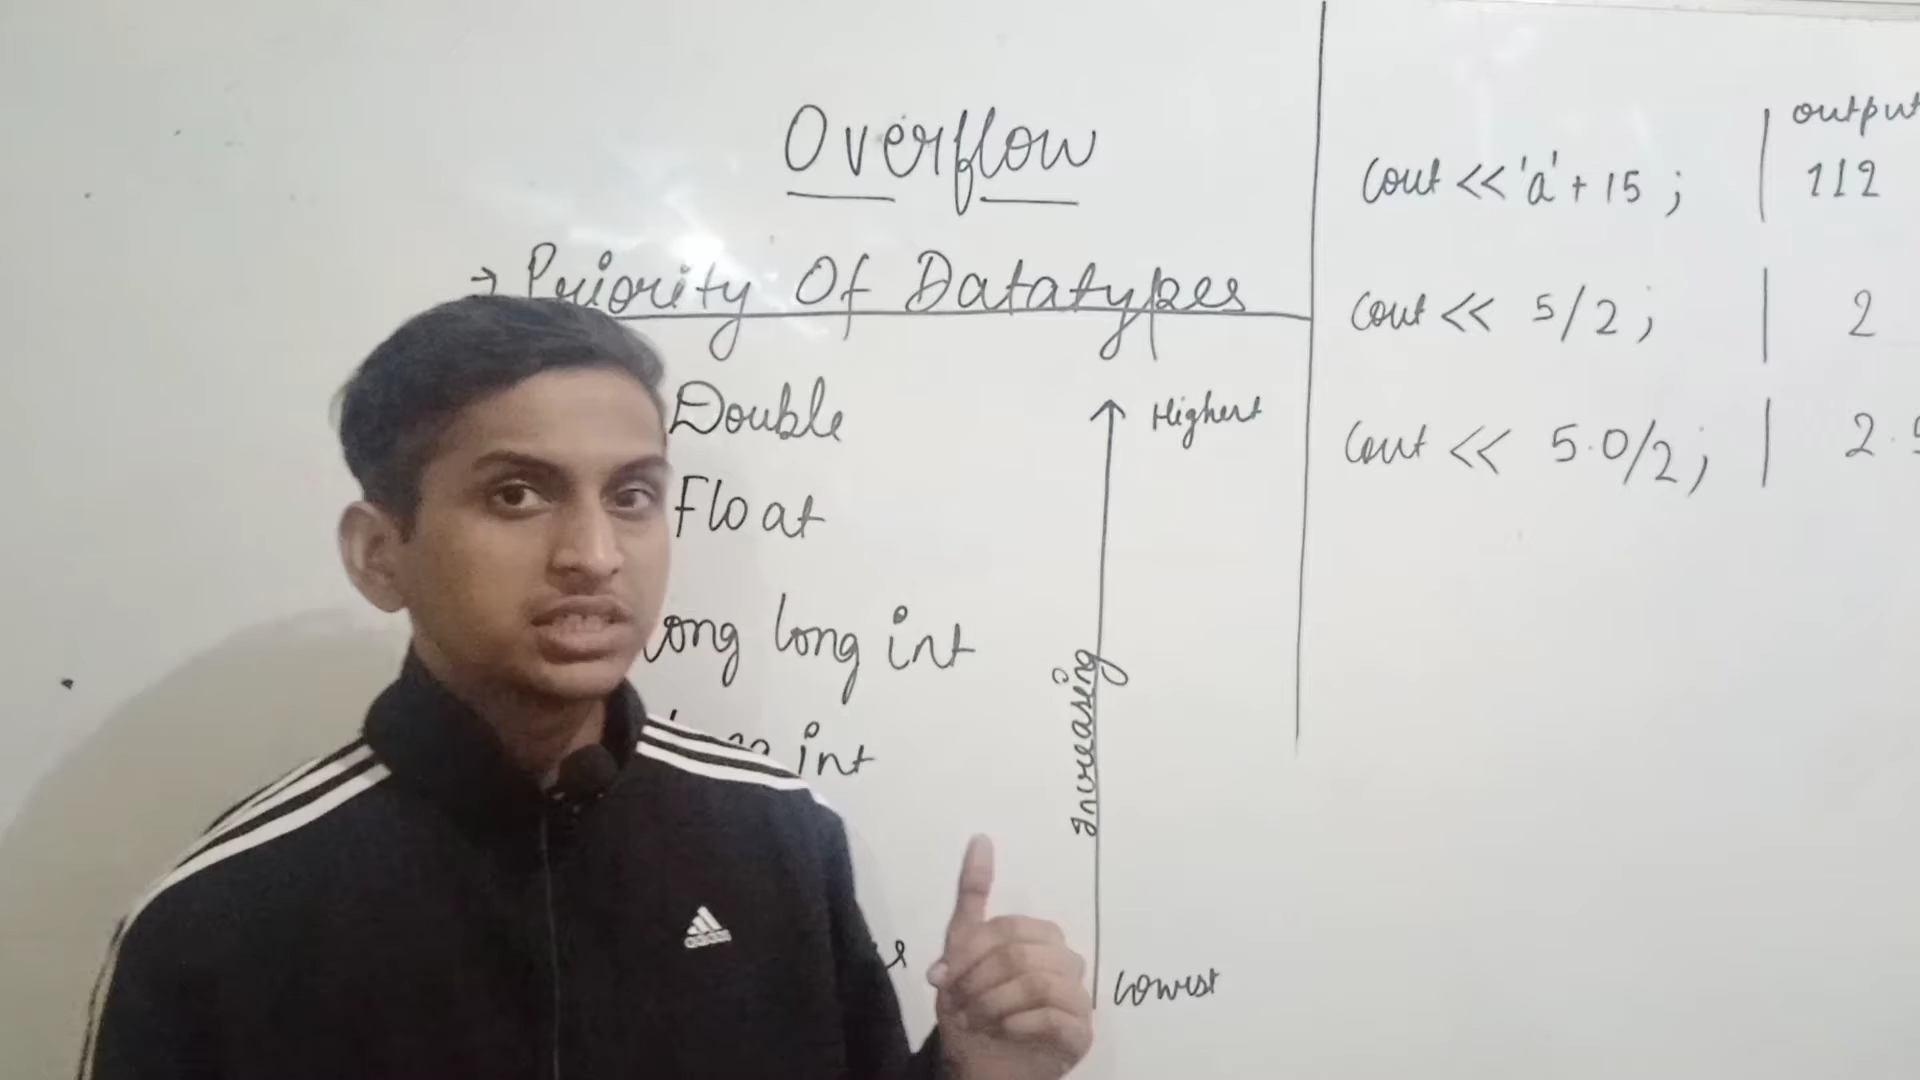 Overflow
→ Priority Of Datatypes
Double
Float
long long int
int
Highest
Increasing
Lowest
output
Cout << 'a' + 15 ; | 112
Cout << 5/2 ; | 2
Cout << 5.0/2 ; | 2.5
adidas